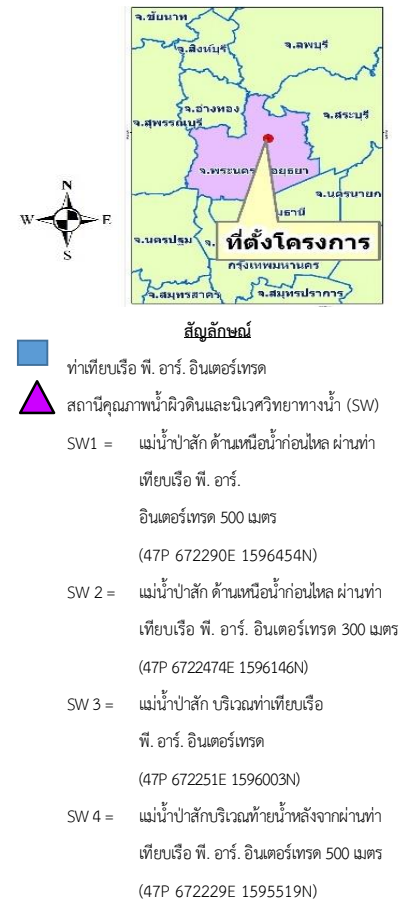 จ.ชัยนาท
จ.สิงห์บุรี
จ.ลพบุรี
จ.อ่างทอง
จ.สุพรรณบุรี
จ.สระบุรี
จ.พระนคร อยุธยา
จ.นครนายก
ธานี
จ.นครปฐม
ที่ตั้งโครงการ
กรุงเทพมหานคร
จ.สมุทรสาคร
จ.สมุทรปราการ
N
W E
S
สัญลักษณ์
ท่าเทียบเรือ พี. อาร์. อินเตอร์เทรด
สถานีคุณภาพน้ำผิวดินและนิเวศวิทยาทางน้ำ (SW)
SW1 = แม่น้ำป่าสัก ด้านเหนือน้ำก่อนไหล ผ่านท่า
เทียบเรือ พี. อาร์.
อินเตอร์เทรด 500 เมตร
(47P 672290E 1596454N)
SW 2 = แม่น้ำป่าสัก ด้านเหนือน้ำก่อนไหล ผ่านท่า
เทียบเรือ พี. อาร์. อินเตอร์เทรด 300 เมตร
(47P 6722474E 1596146N)
SW 3 = แม่น้ำป่าสัก บริเวณท่าเทียบเรือ
พี. อาร์. อินเตอร์เทรด
(47P 672251E 1596003N)
SW 4 = แม่น้ำป่าสักบริเวณท้ายน้ำหลังจากผ่านท่า
เทียบเรือ พี. อาร์. อินเตอร์เทรด 500 เมตร
(47P 672229E 1595519N)